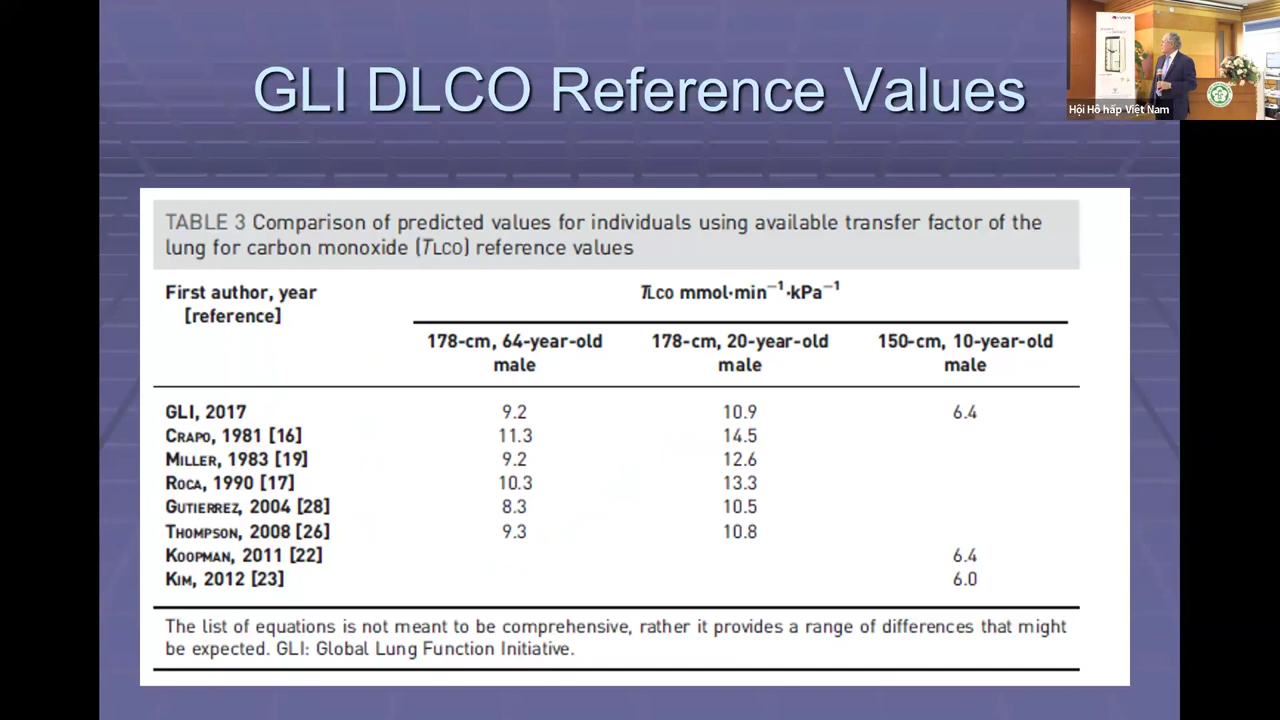 GLI DLCO Reference Values
Hội Hô hấp Việt Nam
TABLE 3 Comparison of predicted values for individuals using available transfer factor of the
lung for carbon monoxide (TLCO) reference values
First author, year
[reference]
TLCO mmol·min⁻¹·kPa⁻¹
178-cm, 64-year-old
male
178-cm, 20-year-old
male
150-cm, 10-year-old
male
GLI, 2017 9.2 10.9 6.4
CRAPO, 1981 [16] 11.3 14.5
MILLER, 1983 [19] 9.2 12.6
ROCA, 1990 [17] 10.3 13.3
GUTIERREZ, 2004 [28] 8.3 10.5
THOMPSON, 2008 [26] 9.3 10.8
KOOPMAN, 2011 [22] 6.4
KIM, 2012 [23] 6.0
The list of equations is not meant to be comprehensive, rather it provides a range of differences that might
be expected. GLI: Global Lung Function Initiative.